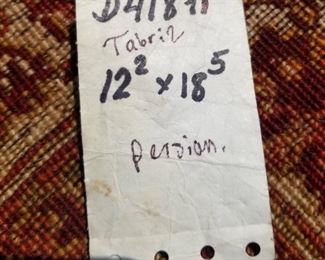 Tabriz
12² x 18⁵
Persian.